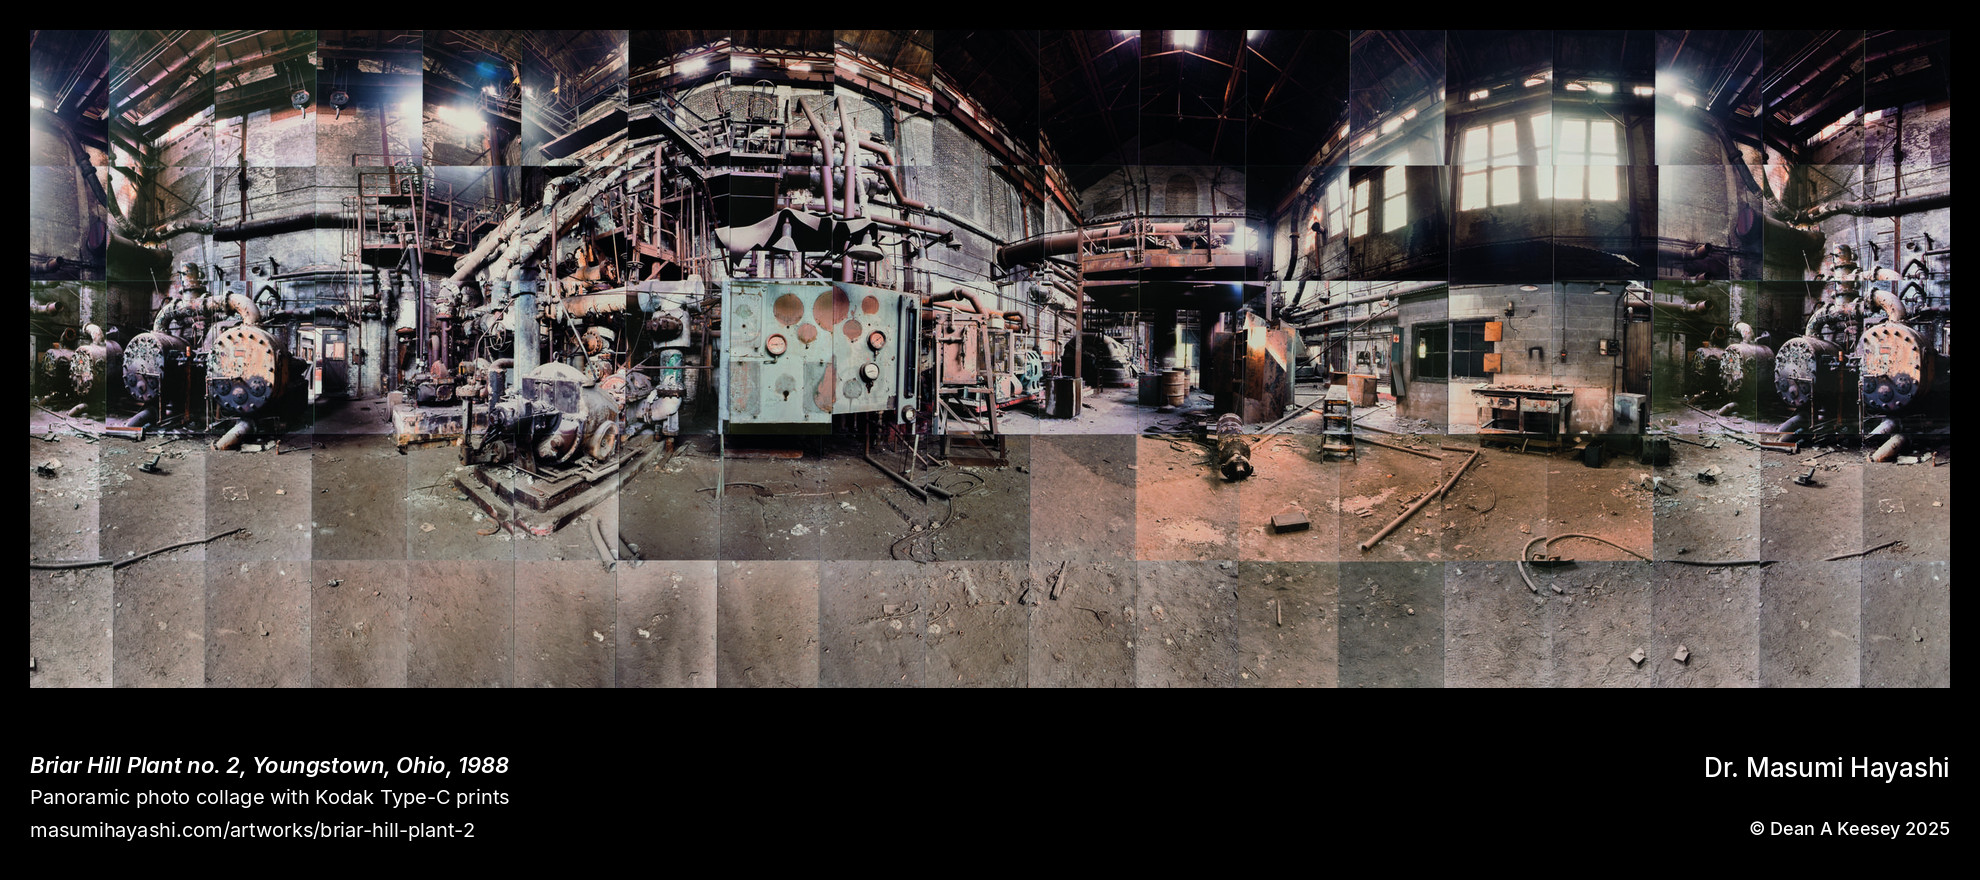 Briar Hill Plant no. 2, Youngstown, Ohio, 1988
Panoramic photo collage with Kodak Type-C prints
masumihayashi.com/artworks/briar-hill-plant-2
Dr. Masumi Hayashi
© Dean A Keesey 2025